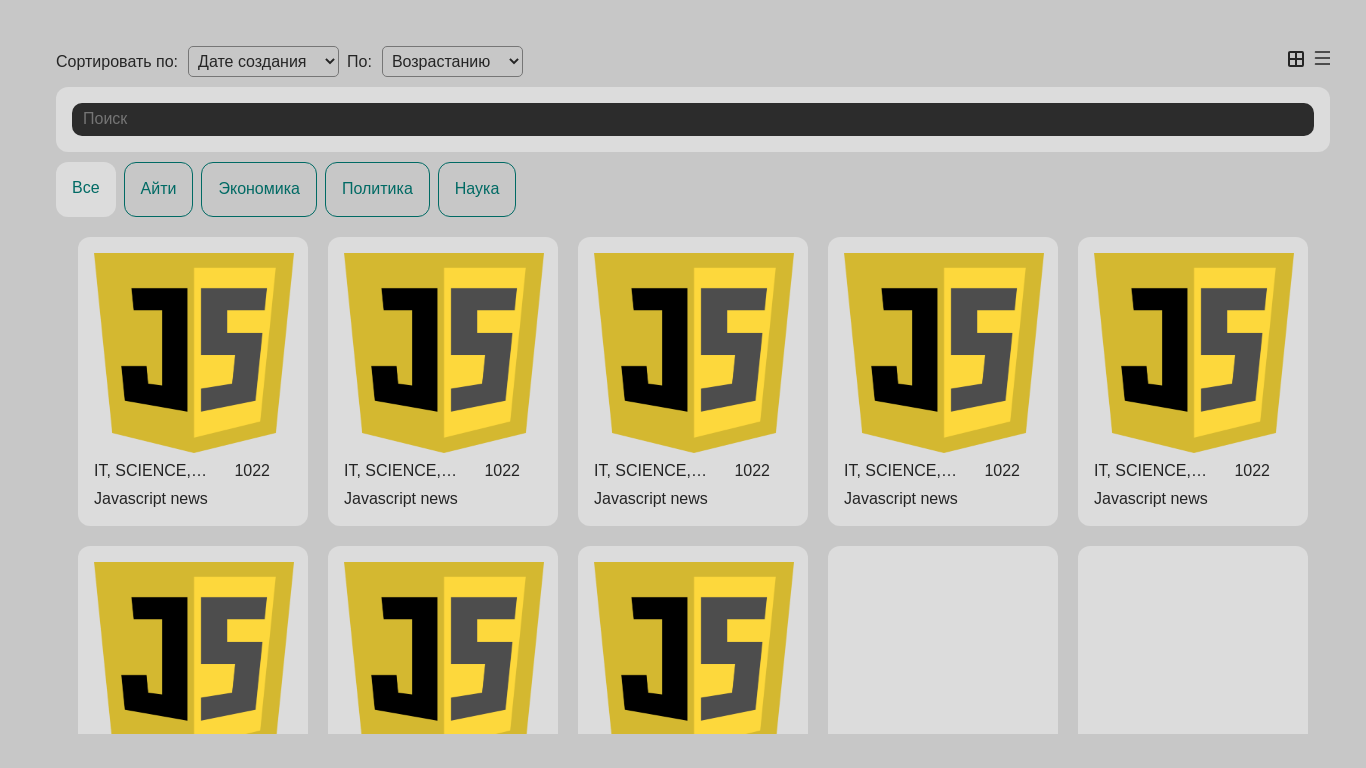 Сортировать по: Дате создания По: Возрастанию
Поиск
Все Айти Экономика Политика Наука
JS JS JS JS JS
IT, SCIENCE,… 1022 IT, SCIENCE,… 1022 IT, SCIENCE,… 1022 IT, SCIENCE,… 1022 IT, SCIENCE,… 1022
Javascript news Javascript news Javascript news Javascript news Javascript news
JS JS JS